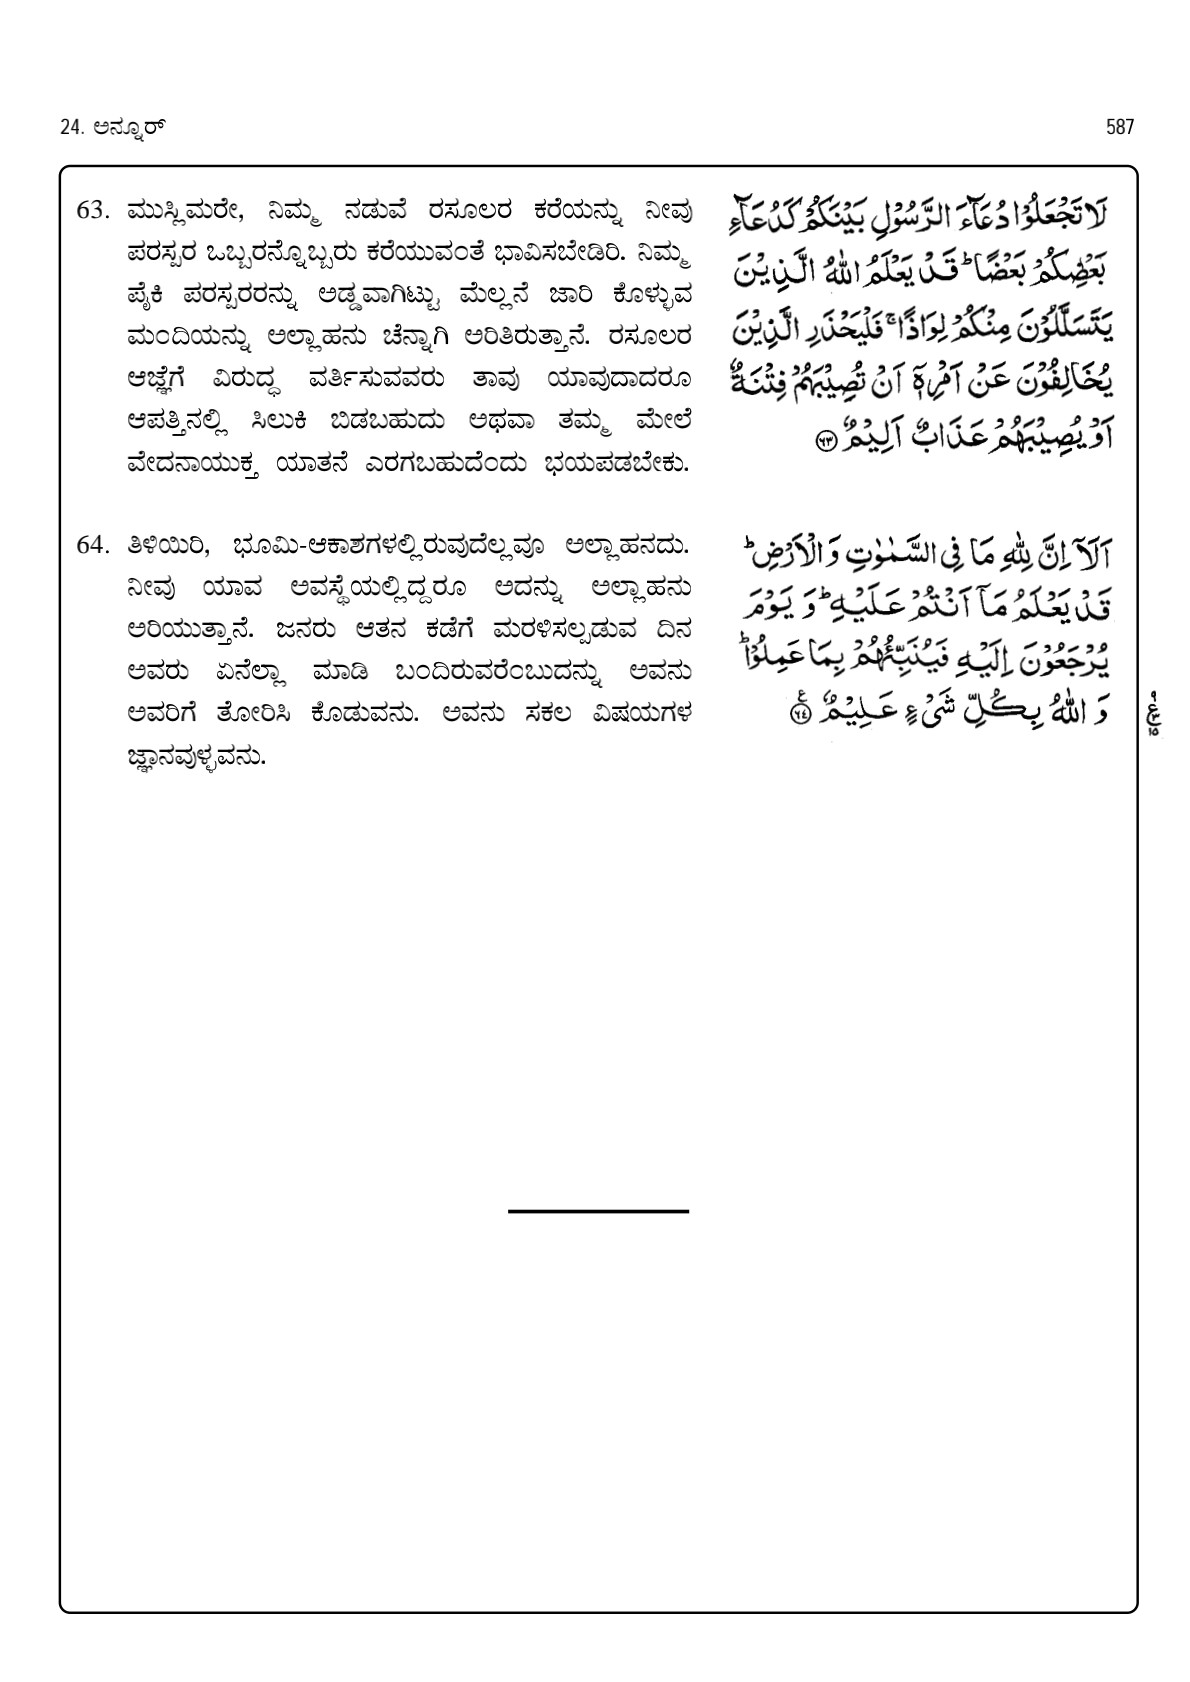 24. ಅನ್ನೂರ್
587
63. ಮುಸ್ಲಿಮರೇ, ನಿಮ್ಮ ನಡುವೆ ರಸೂಲರ ಕರೆಯನ್ನು ನೀವು
ಪರಸ್ಪರ ಒಬ್ಬರನ್ನೊಬ್ಬರು ಕರೆಯುವಂತೆ ಭಾವಿಸಬೇಡಿರಿ. ನಿಮ್ಮ
ಪೈಕಿ ಪರಸ್ಪರರನ್ನು ಅಡ್ಡವಾಗಿಟ್ಟು ಮೆಲ್ಲನೆ ಜಾರಿ ಕೊಳ್ಳುವ
ಮಂದಿಯನ್ನು ಅಲ್ಲಾಹನು ಚೆನ್ನಾಗಿ ಅರಿತಿರುತ್ತಾನೆ. ರಸೂಲರ
ಆಜ್ಞೆಗೆ ವಿರುದ್ಧ ವರ್ತಿಸುವವರು ತಾವು ಯಾವುದಾದರೂ
ಆಪತ್ತಿನಲ್ಲಿ ಸಿಲುಕಿ ಬಿಡಬಹುದು ಅಥವಾ ತಮ್ಮ ಮೇಲೆ
ವೇದನಾಯುಕ್ತ ಯಾತನೆ ಎರಗಬಹುದೆಂದು ಭಯಪಡಬೇಕು.
لَا تَجْعَلُوْا دُعَآءَ الرَّسُوْلِ بَيْنَكُمْ كَدُعَآءِ
بَعْضِكُمْ بَعْضًا ؕ قَدْ يَعْلَمُ اللّٰهُ الَّذِيْنَ
يَتَسَلَّلُوْنَ مِنْكُمْ لِوَاذًا ۚ فَلْيَحْذَرِ الَّذِيْنَ
يُخَالِفُوْنَ عَنْ اَمْرِهٖۤ اَنْ تُصِيْبَهُمْ فِتْنَةٌ
اَوْ يُصِيْبَهُمْ عَذَابٌ اَلِيْمٌ ﴿۶۳﴾
64. ತಿಳಿಯಿರಿ, ಭೂಮಿ-ಆಕಾಶಗಳಲ್ಲಿರುವುದೆಲ್ಲವೂ ಅಲ್ಲಾಹನದು.
ನೀವು ಯಾವ ಅವಸ್ಥೆಯಲ್ಲಿದ್ದರೂ ಅದನ್ನು ಅಲ್ಲಾಹನು
ಅರಿಯುತ್ತಾನೆ. ಜನರು ಆತನ ಕಡೆಗೆ ಮರಳಿಸಲ್ಪಡುವ ದಿನ
ಅವರು ಏನೆಲ್ಲಾ ಮಾಡಿ ಬಂದಿರುವರೆಂಬುದನ್ನು ಅವನು
ಅವರಿಗೆ ತೋರಿಸಿ ಕೊಡುವನು. ಅವನು ಸಕಲ ವಿಷಯಗಳ
ಜ್ಞಾನವುಳ್ಳವನು.
اَلَاۤ اِنَّ لِلّٰهِ مَا فِى السَّمٰوٰتِ وَ الْاَرْضِ ؕ
قَدْ يَعْلَمُ مَاۤ اَنْتُمْ عَلَيْهِ ؕ وَ يَوْمَ
يُرْجَعُوْنَ اِلَيْهِ فَيُنَبِّئُهُمْ بِمَا عَمِلُوْا ؕ
وَ اللّٰهُ بِكُلِّ شَىْءٍ عَلِيْمٌ ﴿۶۴﴾